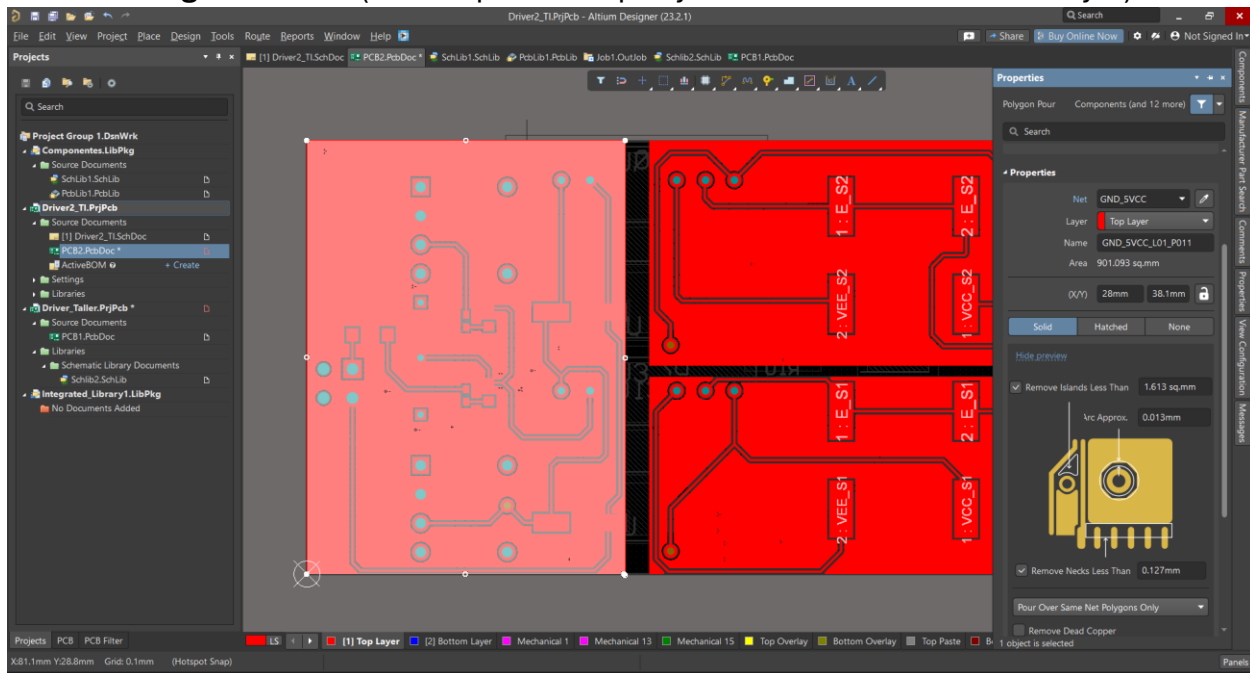 Driver2_TI.PrjPcb - Altium Designer (23.2.1)
Search
File Edit View Project Place Design Tools Route Reports Window Help
Share Buy Online Now Not Signed In
Projects
[1] Driver2_TI.SchDoc PCB2.PcbDoc * SchLib1.SchLib PcbLib1.PcbLib Job1.OutJob Schlib2.SchLib PCB1.PcbDoc
Search
Project Group 1.DsnWrk
Componentes.LibPkg
Source Documents
SchLib1.SchLib
PcbLib1.PcbLib
Driver2_TI.PrjPcb
Source Documents
[1] Driver2_TI.SchDoc
PCB2.PcbDoc *
ActiveBOM + Create
Settings
Libraries
Driver_Taller.PrjPcb *
Source Documents
PCB1.PcbDoc
Libraries
Schematic Library Documents
Schlib2.SchLib
Integrated_Library1.LibPkg
No Documents Added
1 : E_S2
2 : E_S2
2 : VEE_S2
1 : VCC_S2
1 : E_S1
2 : E_S1
2 : VEE_S1
1 : VCC_S1
Properties
Polygon Pour Components (and 12 more)
Search
Properties
Net GND_5VCC
Layer Top Layer
Name GND_5VCC_L01_P011
Area 901.093 sq.mm
(X/Y) 28mm 38.1mm
Solid Hatched None
Hide preview
Remove Islands Less Than 1.613 sq.mm
Arc Approx. 0.013mm
Remove Necks Less Than 0.127mm
Pour Over Same Net Polygons Only
Remove Dead Copper
1 object is selected
Components
Manufacturer Part Search
Comments
Properties
View Configuration
Messages
Projects PCB PCB Filter
LS [1] Top Layer [2] Bottom Layer Mechanical 1 Mechanical 13 Mechanical 15 Top Overlay Bottom Overlay Top Paste
X:81.1mm Y:28.8mm Grid: 0.1mm (Hotspot Snap)
Panels